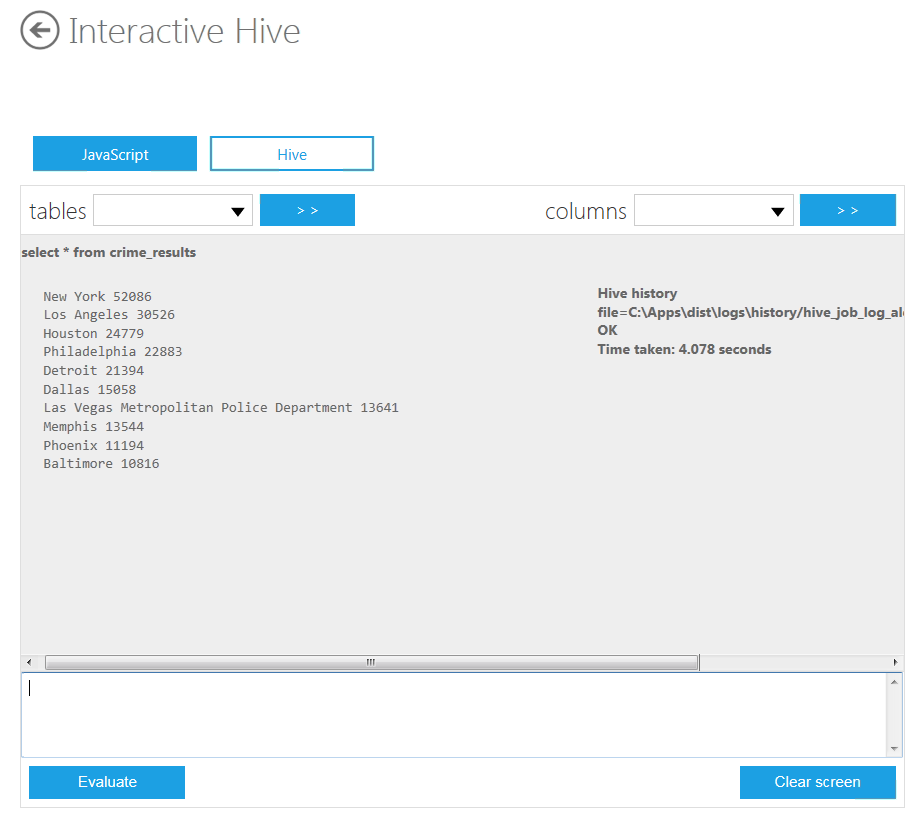 Interactive Hive
JavaScript
Hive
tables
> >
columns
> >
select * from crime_results
New York 52086
Los Angeles 30526
Houston 24779
Philadelphia 22883
Detroit 21394
Dallas 15058
Las Vegas Metropolitan Police Department 13641
Memphis 13544
Phoenix 11194
Baltimore 10816
Hive history
file=C:\Apps\dist\logs\history/hive_job_log_al
OK
Time taken: 4.078 seconds
Evaluate
Clear screen